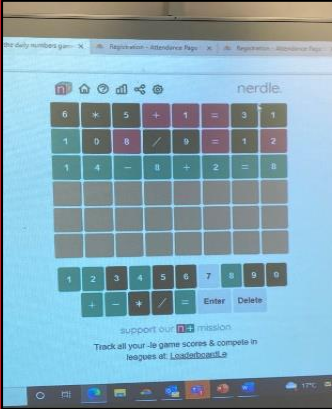 the daily numbers game × Registration - Attendance Page × Registration - Attendance Page
nerdle.
6 * 5 + 1 = 3 1
1 0 8 / 9 = 1 2
1 4 - 8 + 2 = 8
1 2 3 4 5 6 7 8 9 0
+ - * / = Enter Delete
support our n+ mission
Track all your -le game scores & compete in
leagues at: LeaderboardLe
17°C